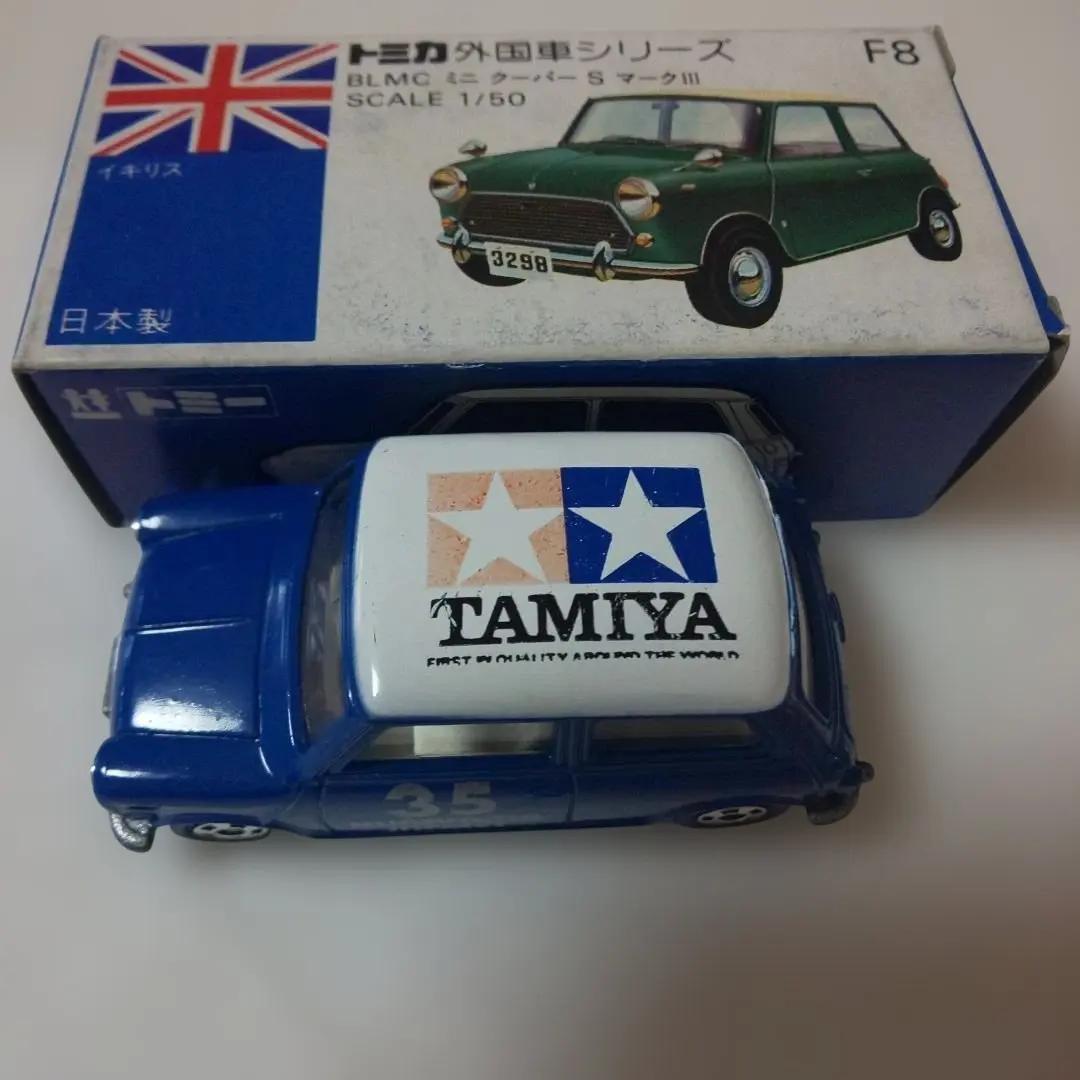 トミカ 外国車シリーズ F8
BLMC ミニ クーパー S マークIII
SCALE 1/50
イギリス
3298
日本製
トミー
TAMIYA
FIRST IN QUALITY AROUND THE WORLD
35